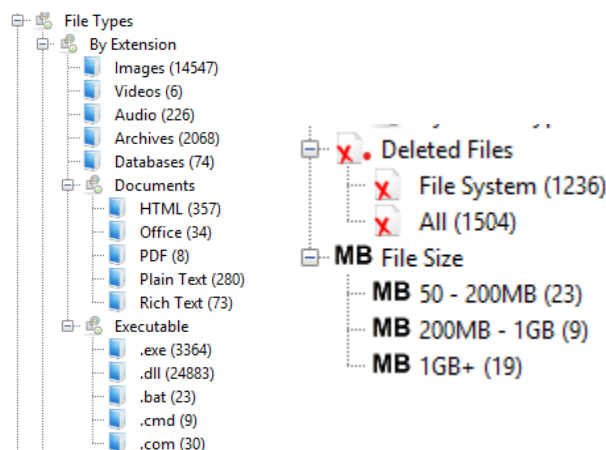 File Types
By Extension
Images (14547)
Videos (6)
Audio (226)
Archives (2068)
Databases (74)
Documents
HTML (357)
Office (34)
PDF (8)
Plain Text (280)
Rich Text (73)
Executable
.exe (3364)
.dll (24883)
.bat (23)
.cmd (9)
.com (30)
Deleted Files
File System (1236)
All (1504)
MB File Size
MB 50 - 200MB (23)
MB 200MB - 1GB (9)
MB 1GB+ (19)